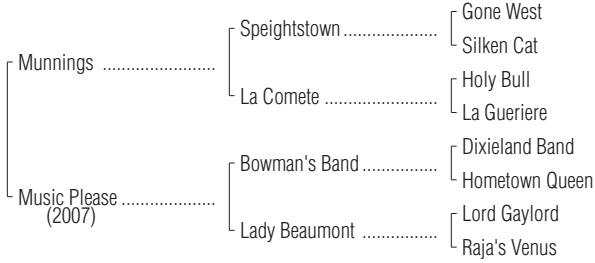 Gone West
Speightstown
Silken Cat
Munnings
Holy Bull
La Comete
La Gueriere
Dixieland Band
Bowman's Band
Hometown Queen
Music Please
(2007)
Lord Gaylord
Lady Beaumont
Raja's Venus